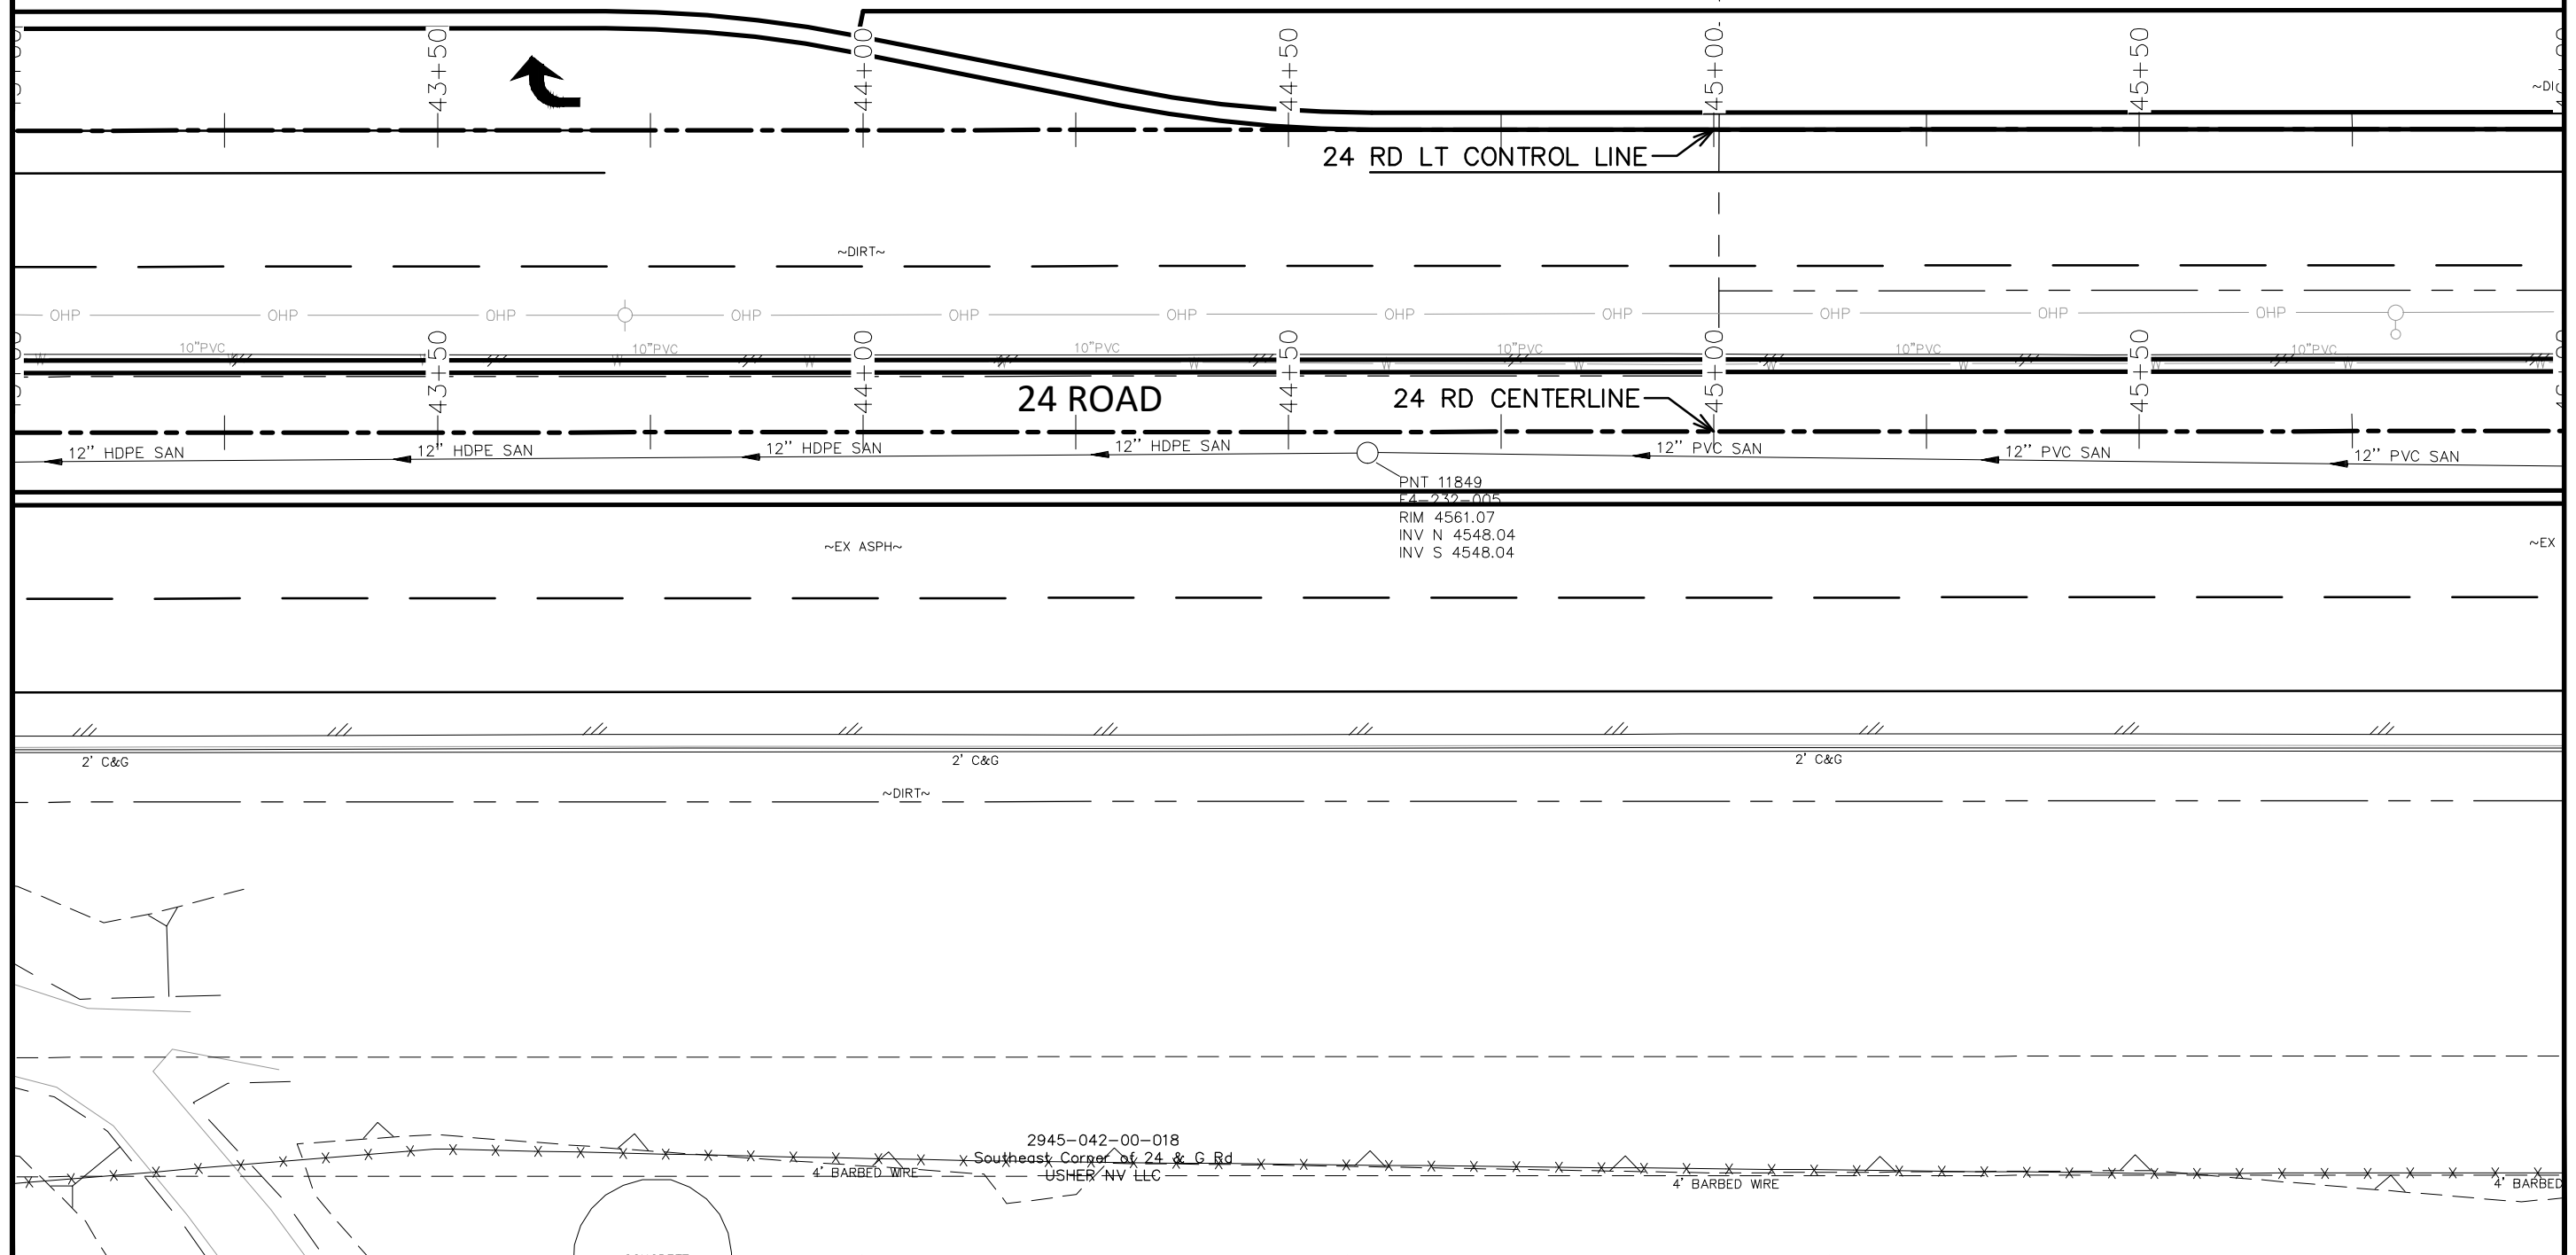 43+50
44+00
44+50
45+00
45+50
~DI
24 RD LT CONTROL LINE
~DIRT~
OHP OHP OHP OHP OHP OHP OHP OHP OHP OHP OHP
10"PVC 10"PVC 10"PVC 10"PVC 10"PVC 10"PVC
W W W W W W W W W W W W
43+50
44+00
44+50
45+00
45+50
24 ROAD
24 RD CENTERLINE
12" HDPE SAN 12" HDPE SAN 12" HDPE SAN 12" HDPE SAN 12" PVC SAN 12" PVC SAN 12" PVC SAN
PNT 11849
F4-232-005
RIM 4561.07
INV N 4548.04
INV S 4548.04
~EX ASPH~
~EX
2' C&G 2' C&G 2' C&G
~DIRT~
2945-042-00-018
Southeast Corner of 24 & G Rd
USHER NV LLC
4' BARBED WIRE 4' BARBED WIRE 4' BARBED